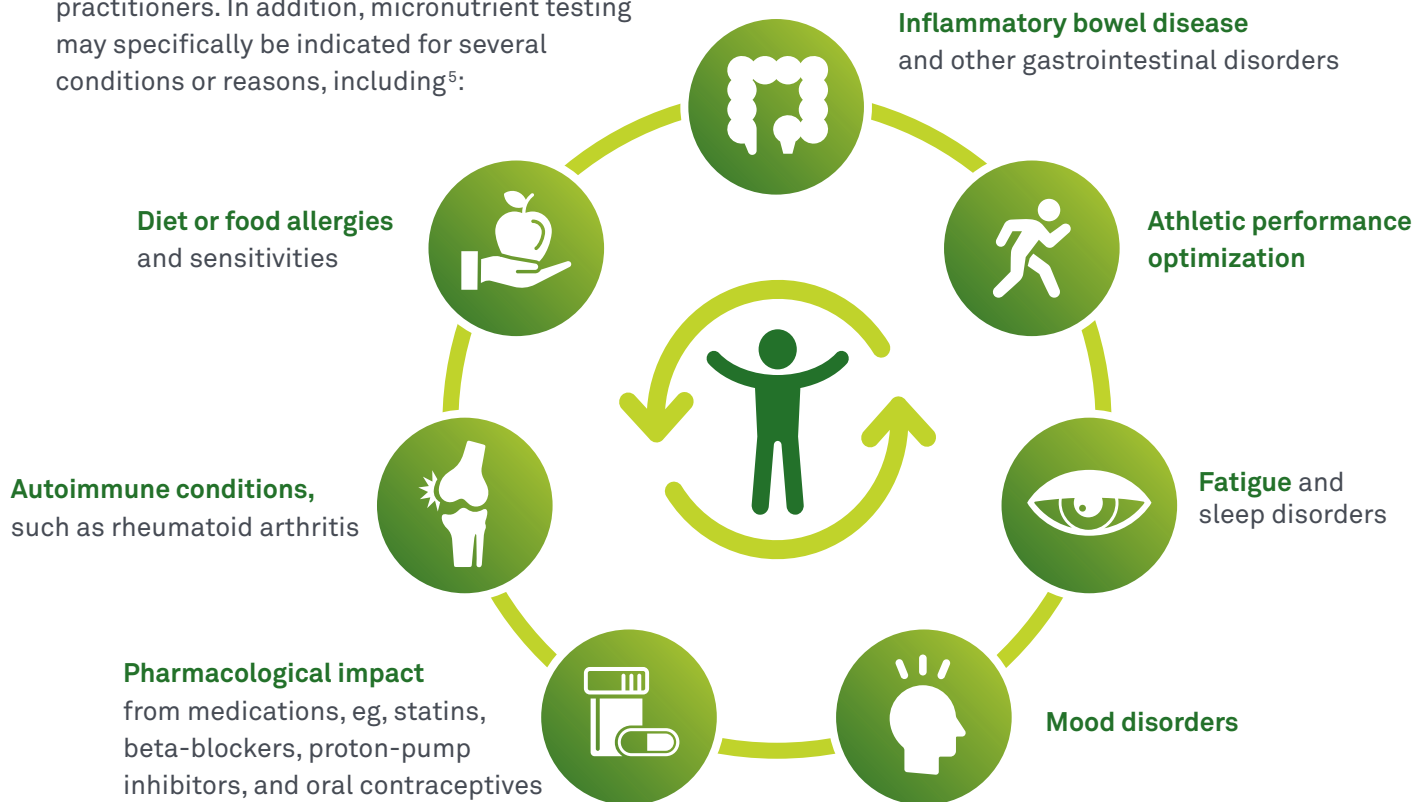 practitioners. In addition, micronutrient testing
may specifically be indicated for several
conditions or reasons, including5:
Inflammatory bowel disease
and other gastrointestinal disorders
Athletic performance
optimization
Fatigue and
sleep disorders
Mood disorders
Pharmacological impact
from medications, eg, statins,
beta-blockers, proton-pump
inhibitors, and oral contraceptives
Autoimmune conditions,
such as rheumatoid arthritis
Diet or food allergies
and sensitivities